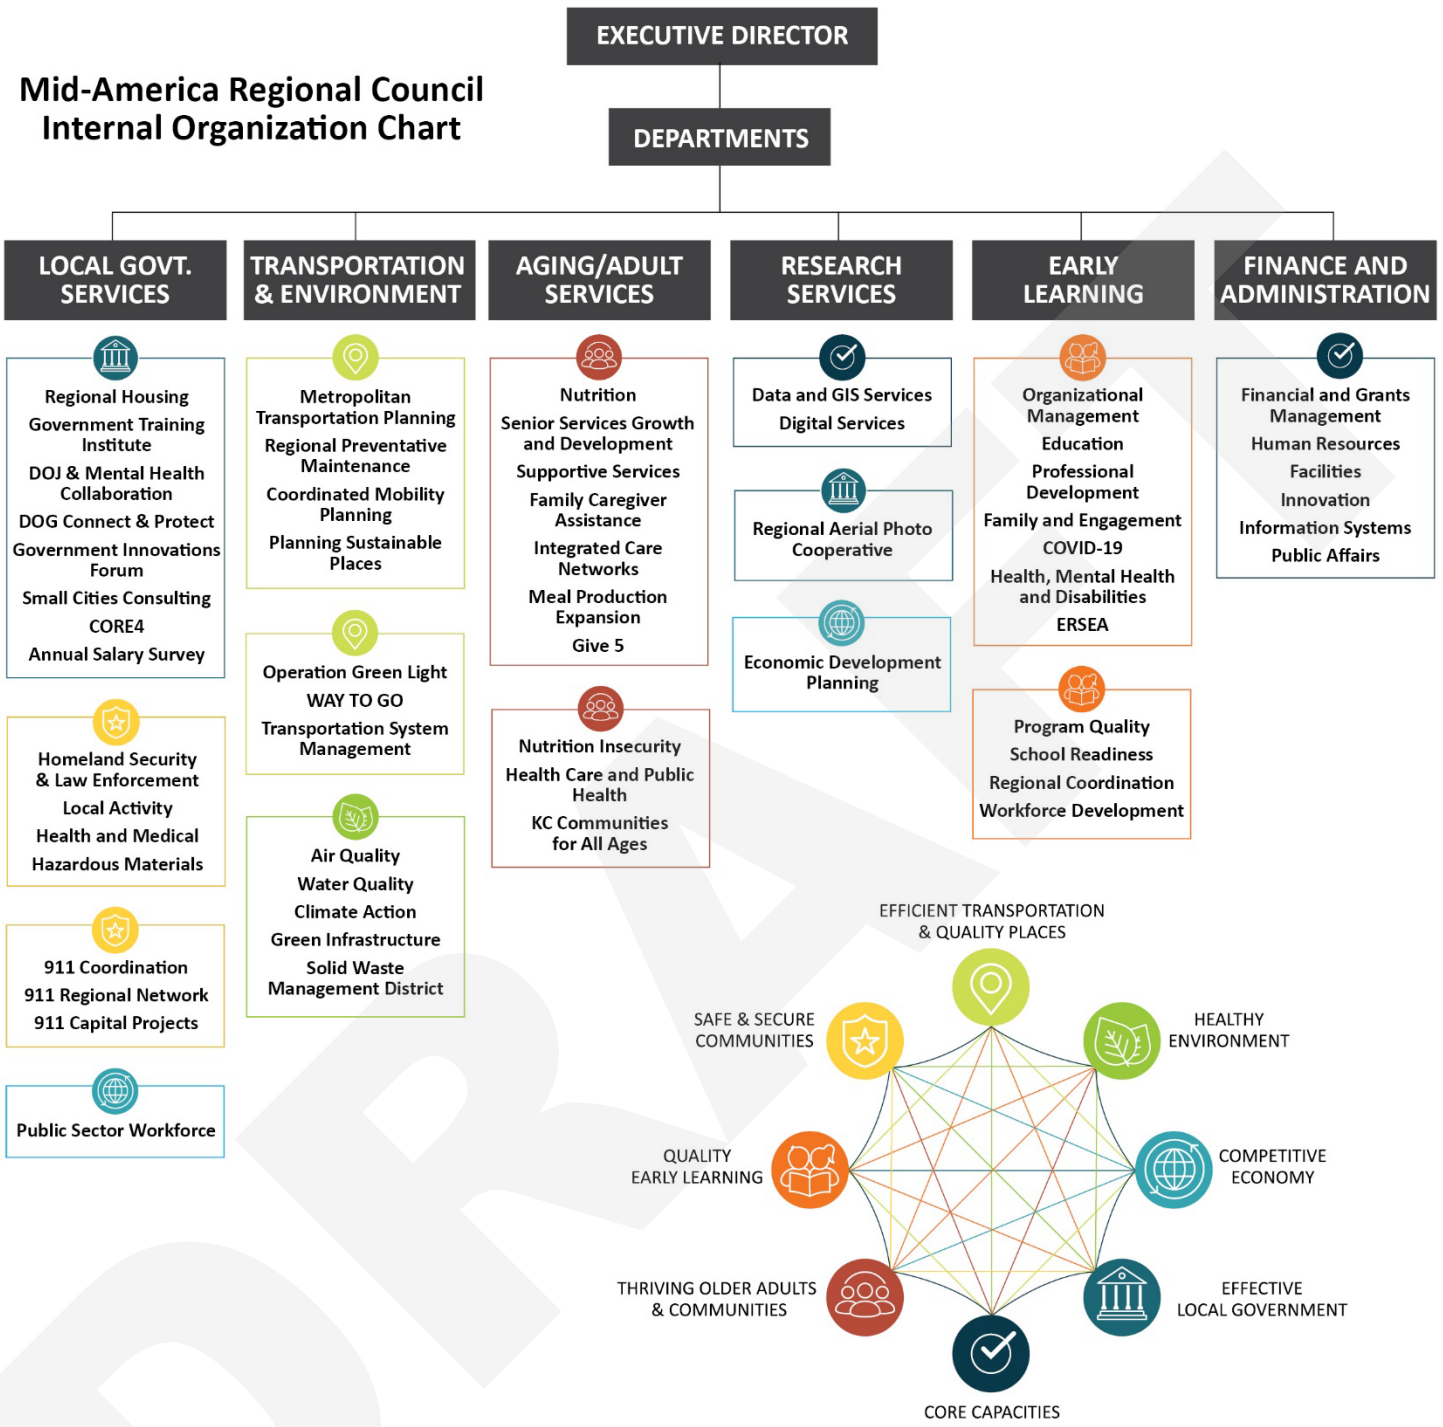 EXECUTIVE DIRECTOR
Mid-America Regional Council
Internal Organization Chart
DEPARTMENTS
LOCAL GOVT.
SERVICES
Regional Housing
Government Training
Institute
DOJ & Mental Health
Collaboration
DOG Connect & Protect
Government Innovations
Forum
Small Cities Consulting
CORE4
Annual Salary Survey
Homeland Security
& Law Enforcement
Local Activity
Health and Medical
Hazardous Materials
911 Coordination
911 Regional Network
911 Capital Projects
Public Sector Workforce
TRANSPORTATION
& ENVIRONMENT
Metropolitan
Transportation Planning
Regional Preventative
Maintenance
Coordinated Mobility
Planning
Planning Sustainable
Places
Operation Green Light
WAY TO GO
Transportation System
Management
Air Quality
Water Quality
Climate Action
Green Infrastructure
Solid Waste
Management District
AGING/ADULT
SERVICES
Nutrition
Senior Services Growth
and Development
Supportive Services
Family Caregiver
Assistance
Integrated Care
Networks
Meal Production
Expansion
Give 5
Nutrition Insecurity
Health Care and Public
Health
KC Communities
for All Ages
RESEARCH
SERVICES
Data and GIS Services
Digital Services
Regional Aerial Photo
Cooperative
Economic Development
Planning
EARLY
LEARNING
Organizational
Management
Education
Professional
Development
Family and Engagement
COVID-19
Health, Mental Health
and Disabilities
ERSEA
Program Quality
School Readiness
Regional Coordination
Workforce Development
FINANCE AND
ADMINISTRATION
Financial and Grants
Management
Human Resources
Facilities
Innovation
Information Systems
Public Affairs
EFFICIENT TRANSPORTATION
& QUALITY PLACES
SAFE & SECURE
COMMUNITIES
HEALTHY
ENVIRONMENT
QUALITY
EARLY LEARNING
COMPETITIVE
ECONOMY
THRIVING OLDER ADULTS
& COMMUNITIES
EFFECTIVE
LOCAL GOVERNMENT
CORE CAPACITIES
DRAFT